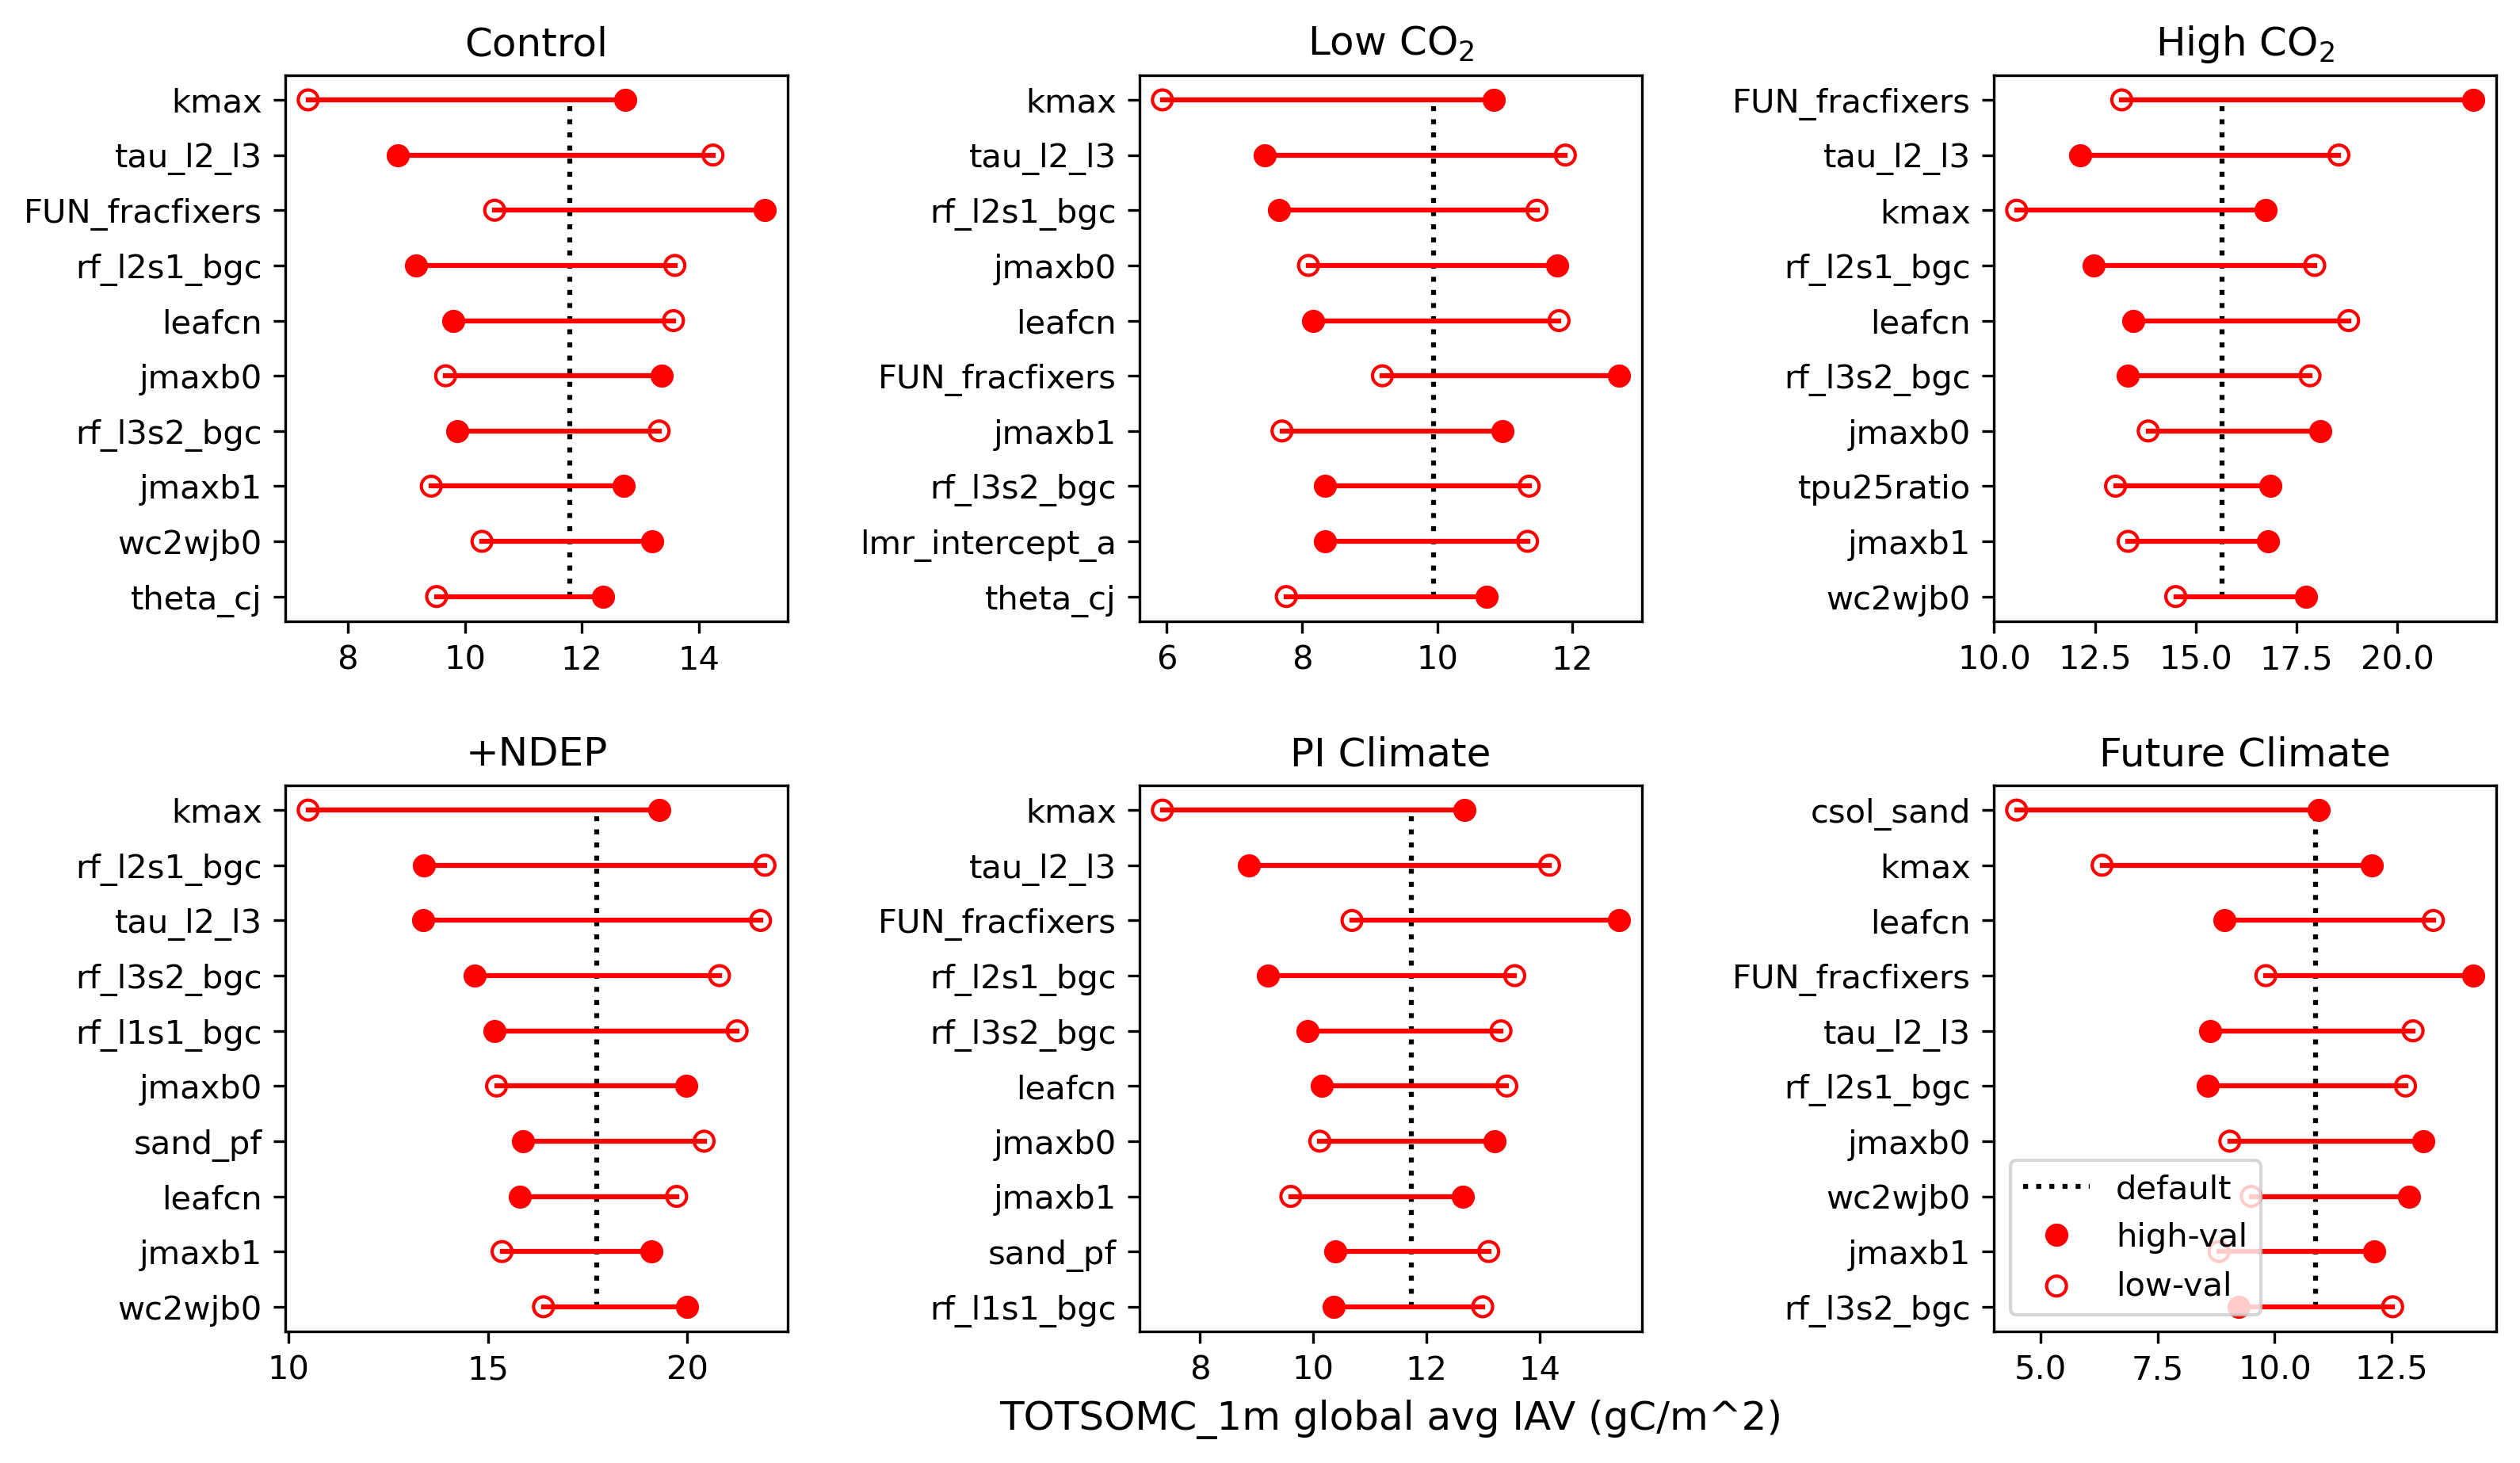 Control
kmax
tau_l2_l3
FUN_fracfixers
rf_l2s1_bgc
leafcn
jmaxb0
rf_l3s2_bgc
jmaxb1
wc2wjb0
theta_cj
8 10 12 14
Low CO₂
kmax
tau_l2_l3
rf_l2s1_bgc
jmaxb0
leafcn
FUN_fracfixers
jmaxb1
rf_l3s2_bgc
lmr_intercept_a
theta_cj
6 8 10 12
High CO₂
FUN_fracfixers
tau_l2_l3
kmax
rf_l2s1_bgc
leafcn
rf_l3s2_bgc
jmaxb0
tpu25ratio
jmaxb1
wc2wjb0
10.0 12.5 15.0 17.5 20.0
+NDEP
kmax
rf_l2s1_bgc
tau_l2_l3
rf_l3s2_bgc
rf_l1s1_bgc
jmaxb0
sand_pf
leafcn
jmaxb1
wc2wjb0
10 15 20
PI Climate
kmax
tau_l2_l3
FUN_fracfixers
rf_l2s1_bgc
rf_l3s2_bgc
leafcn
jmaxb0
jmaxb1
sand_pf
rf_l1s1_bgc
8 10 12 14
Future Climate
csol_sand
kmax
leafcn
FUN_fracfixers
tau_l2_l3
rf_l2s1_bgc
jmaxb0
wc2wjb0
jmaxb1
rf_l3s2_bgc
default
high-val
low-val
5.0 7.5 10.0 12.5
TOTSOMC_1m global avg IAV (gC/m^2)